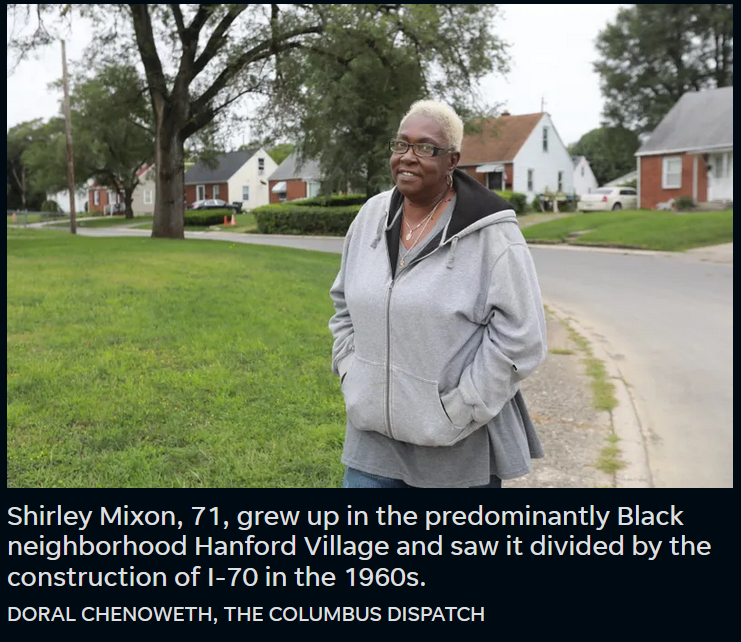 Shirley Mixon, 71, grew up in the predominantly Black
neighborhood Hanford Village and saw it divided by the
construction of I-70 in the 1960s.
DORAL CHENOWETH, THE COLUMBUS DISPATCH